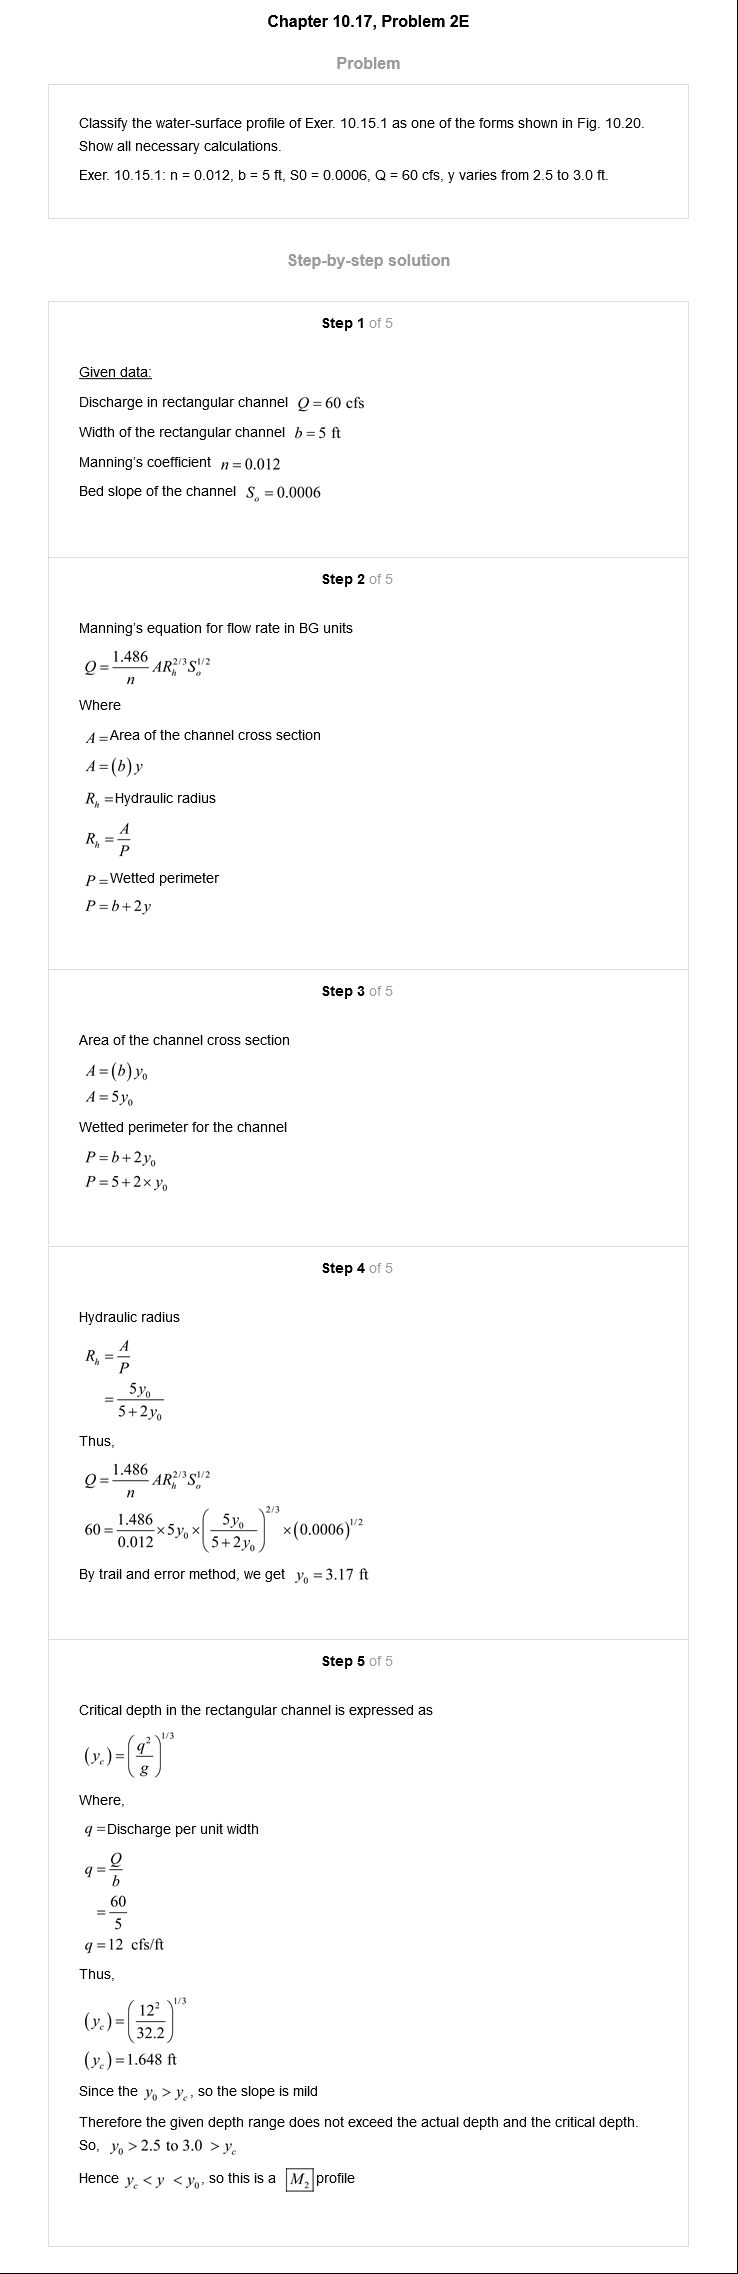 Chapter 10.17, Problem 2E
Problem
Classify the water-surface profile of Exer. 10.15.1 as one of the forms shown in Fig. 10.20.
Show all necessary calculations.
Exer. 10.15.1: n = 0.012, b = 5 ft, S0 = 0.0006, Q = 60 cfs, y varies from 2.5 to 3.0 ft.
Step-by-step solution
Step 1 of 5
Given data:
Discharge in rectangular channel Q = 60 cfs
Width of the rectangular channel b = 5 ft
Manning's coefficient n = 0.012
Bed slope of the channel S_o = 0.0006
Step 2 of 5
Manning's equation for flow rate in BG units
Q = \frac{1.486}{n} AR_h^{2/3} S_o^{1/2}
Where
A = Area of the channel cross section
A = (b) y
R_h = Hydraulic radius
R_h = \frac{A}{P}
P = Wetted perimeter
P = b + 2y
Step 3 of 5
Area of the channel cross section
A = (b) y_0
A = 5y_0
Wetted perimeter for the channel
P = b + 2y_0
P = 5 + 2 × y_0
Step 4 of 5
Hydraulic radius
R_h = \frac{A}{P}
= \frac{5y_0}{5 + 2y_0}
Thus,
Q = \frac{1.486}{n} AR_h^{2/3} S_o^{1/2}
60 = \frac{1.486}{0.012} × 5y_0 × \left(\frac{5y_0}{5 + 2y_0}\right)^{2/3} × (0.0006)^{1/2}
By trail and error method, we get y_0 = 3.17 ft
Step 5 of 5
Critical depth in the rectangular channel is expressed as
(y_c) = \left(\frac{q^2}{g}\right)^{1/3}
Where,
q = Discharge per unit width
q = \frac{Q}{b}
= \frac{60}{5}
q = 12 cfs/ft
Thus,
(y_c) = \left(\frac{12^2}{32.2}\right)^{1/3}
(y_c) = 1.648 ft
Since the y_0 > y_c, so the slope is mild
Therefore the given depth range does not exceed the actual depth and the critical depth.
So, y_0 > 2.5 to 3.0 > y_c
Hence y_c < y < y_0, so this is a M_2 profile